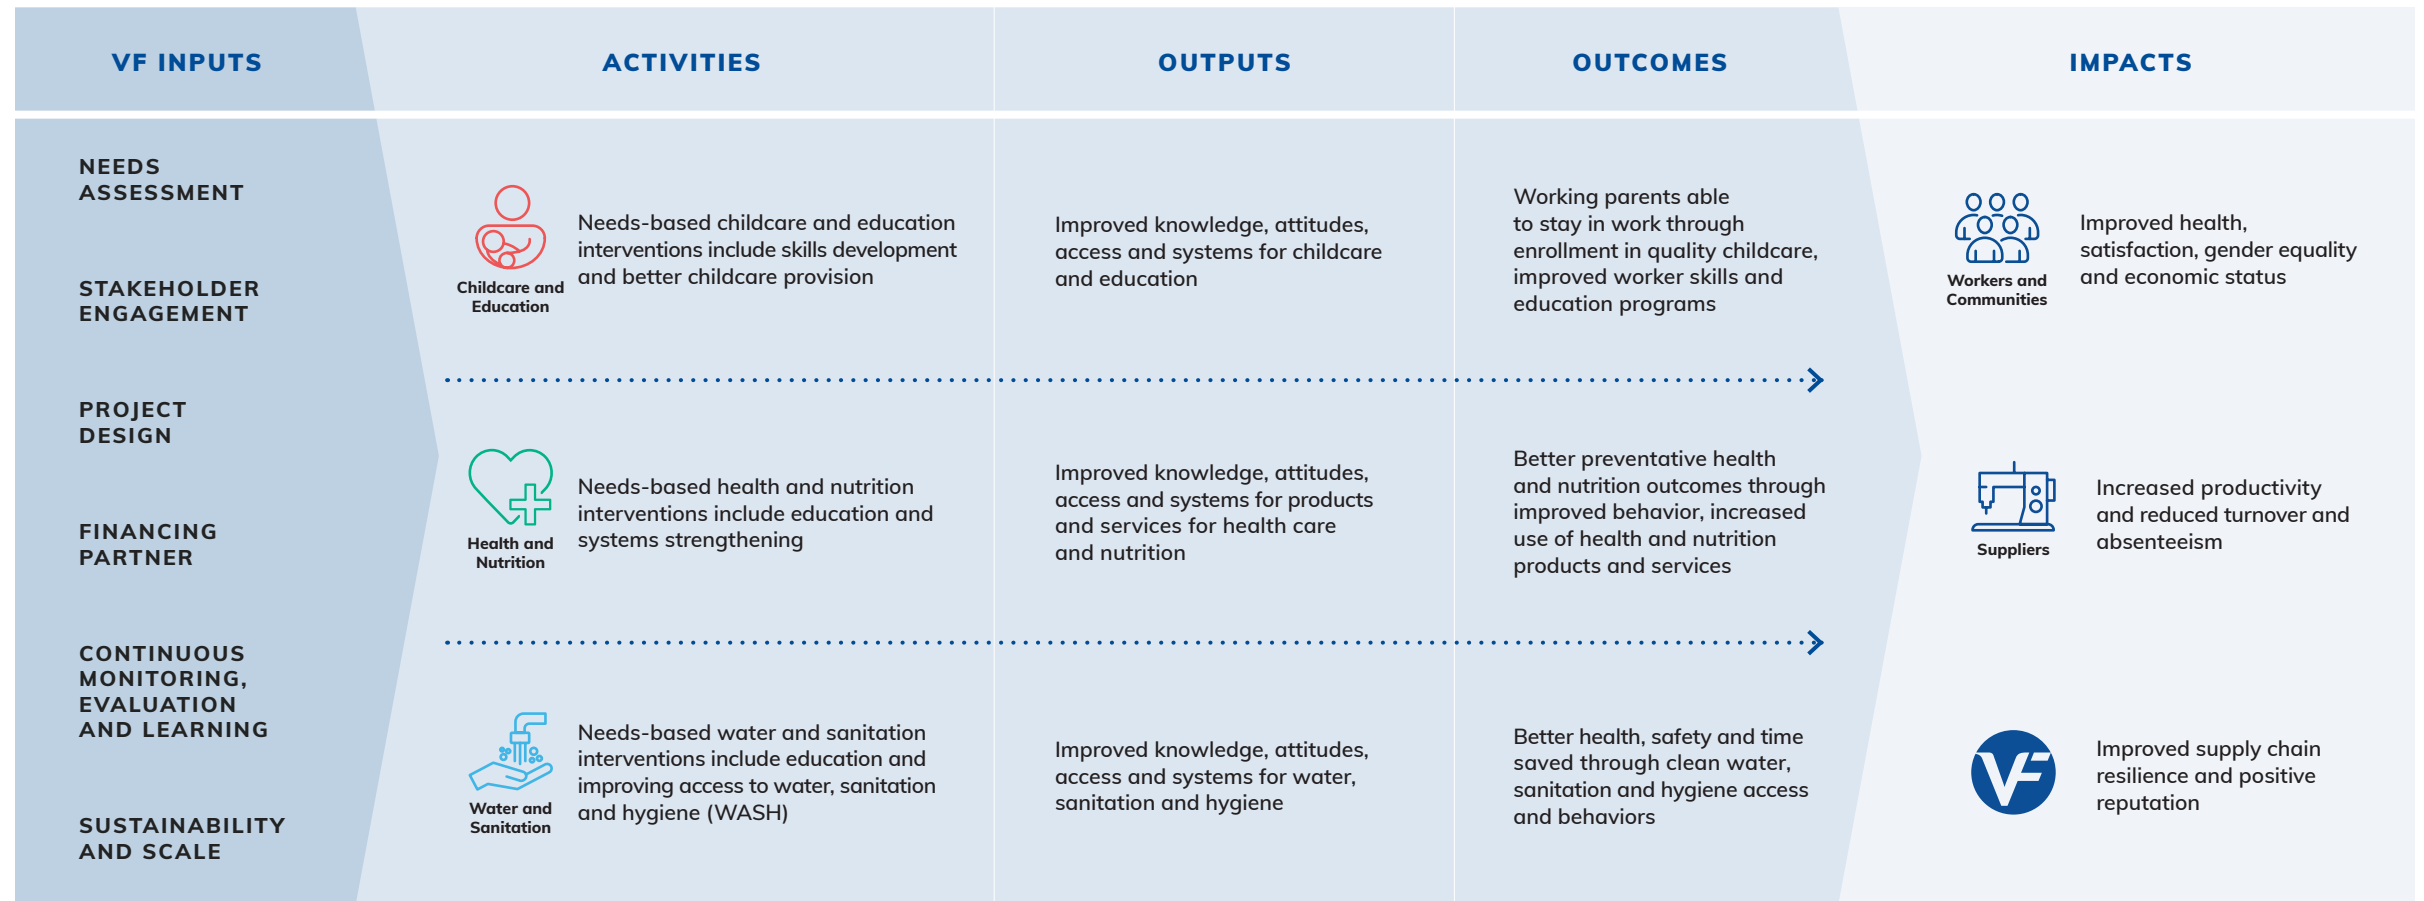 VF INPUTS
ACTIVITIES
OUTPUTS
OUTCOMES
IMPACTS
NEEDS
ASSESSMENT
STAKEHOLDER
ENGAGEMENT
PROJECT
DESIGN
FINANCING
PARTNER
CONTINUOUS
MONITORING,
EVALUATION
AND LEARNING
SUSTAINABILITY
AND SCALE
Childcare and
Education
Needs-based childcare and education
interventions include skills development
and better childcare provision
Improved knowledge, attitudes,
access and systems for childcare
and education
Working parents able
to stay in work through
enrollment in quality childcare,
improved worker skills and
education programs
Workers and
Communities
Improved health,
satisfaction, gender equality
and economic status
Health and
Nutrition
Needs-based health and nutrition
interventions include education and
systems strengthening
Improved knowledge, attitudes,
access and systems for products
and services for health care
and nutrition
Better preventative health
and nutrition outcomes through
improved behavior, increased
use of health and nutrition
products and services
Suppliers
Increased productivity
and reduced turnover and
absenteeism
Water and
Sanitation
Needs-based water and sanitation
interventions include education and
improving access to water, sanitation
and hygiene (WASH)
Improved knowledge, attitudes,
access and systems for water,
sanitation and hygiene
Better health, safety and time
saved through clean water,
sanitation and hygiene access
and behaviors
VF
Improved supply chain
resilience and positive
reputation